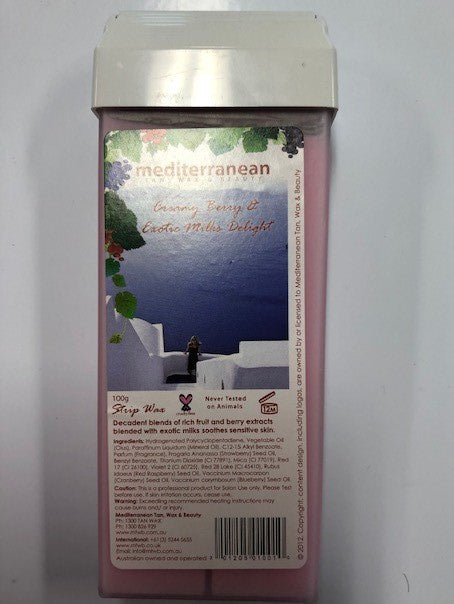 mediterranean
TAN, WAX & BEAUTY
Creamy Berry &
Exotic Milks Delight
100g
Strip Wax
crueltyfree
Never Tested
on Animals
12M
Decadent blends of rich fruit and berry extracts
blended with exotic milks soothes sensitive skin.
Ingredients: Hydrogenated Polycyclopentadiene, Vegetable Oil
(Olus), Paraffinum Liquidum (Mineral Oil), C12-15 Alkyl Benzoate,
Parfum (Fragrance), Fragaria Ananassa (Strawberry) Seed Oil,
Benzyl Benzoate, Titanium Dioxide (CI 77891), Mica (CI 77019), Red
17 (CI 26100), Violet 2 (CI 60725), Red 28 Lake (CI 45410), Rubus
Idaeus (Red Raspberry) Seed Oil, Vaccinium Macrocarpon
(Cranberry) Seed Oil, Vaccinium corymbosum (Blueberry) Seed Oil.
Caution: This is a professional product for Salon Use only. Please Test
before use. If skin irritation occurs, cease use.
Warning: Exceeding recommended heating instructions may
cause burns and/ or injury.
Mediterranean Tan, Wax & Beauty
Ph: 1300 TAN WAX
Ph: 1300 826 929
www.mtwb.com.au
International: +61 (3) 9244 5655
www.mtwb.co.uk
Email: info@mtwb.com.au
Australian owned and operated
© 2012. Copyright: content design, including logos, are owned by or licensed to Mediterranean Tan, Wax & Beauty